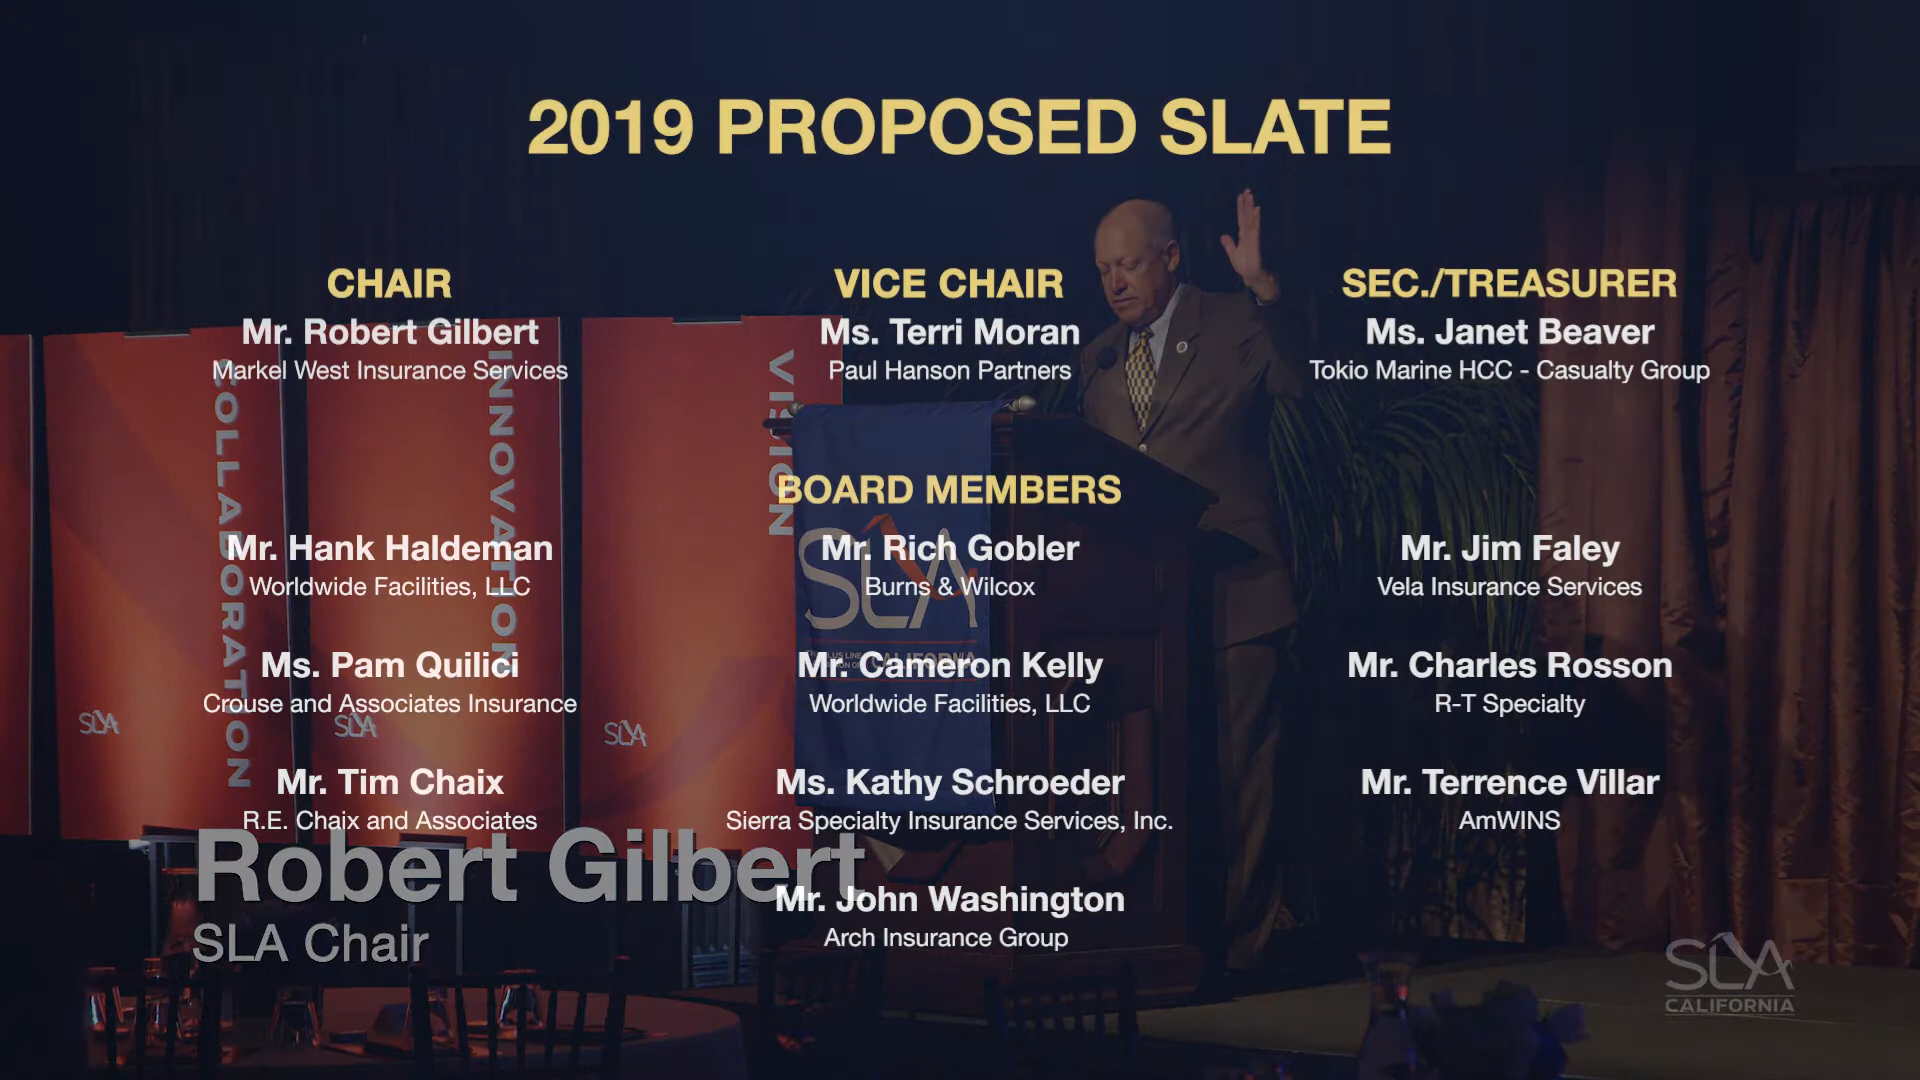 2019 PROPOSED SLATE
CHAIR
Mr. Robert Gilbert
Markel West Insurance Services
VICE CHAIR
Ms. Terri Moran
Paul Hanson Partners
SEC./TREASURER
Ms. Janet Beaver
Tokio Marine HCC - Casualty Group
BOARD MEMBERS
Mr. Hank Haldeman
Worldwide Facilities, LLC
Mr. Rich Gobler
Burns & Wilcox
Mr. Jim Faley
Vela Insurance Services
Ms. Pam Quilici
Crouse and Associates Insurance
Mr. Cameron Kelly
Worldwide Facilities, LLC
Mr. Charles Rosson
R-T Specialty
Mr. Tim Chaix
R.E. Chaix and Associates
Ms. Kathy Schroeder
Sierra Specialty Insurance Services, Inc.
Mr. Terrence Villar
AmWINS
Mr. John Washington
Arch Insurance Group
Robert Gilbert
SLA Chair
COLLABORATION
INNOVATION
VISION
SLA
SLA
SLA
SLA
CALIFORNIA
SLA
CALIFORNIA